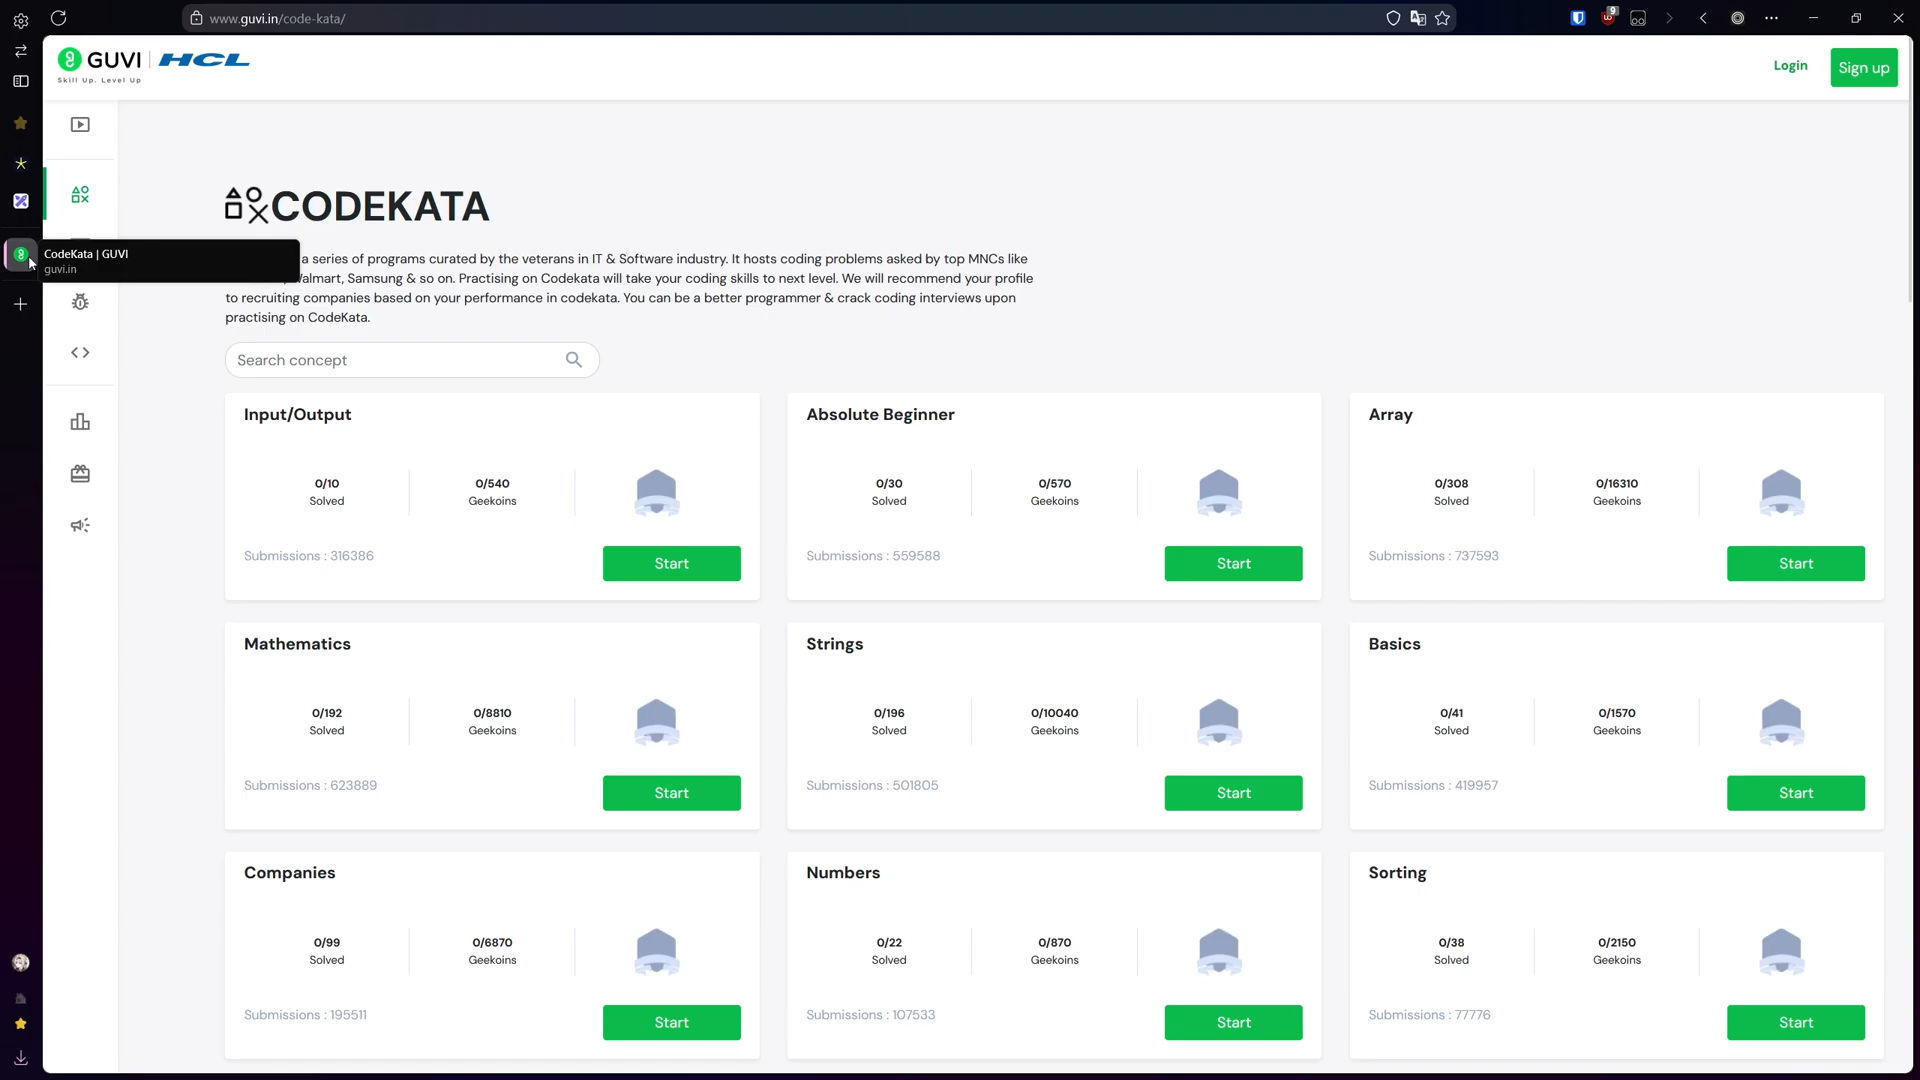 www.guvi.in/code-kata/
9
GUVI HCL
Skill Up. Level Up
Login
Sign up
CODEKATA
CodeKata | GUVI
guvi.in
a series of programs curated by the veterans in IT & Software industry. It hosts coding problems asked by top MNCs like
Walmart, Samsung & so on. Practising on Codekata will take your coding skills to next level. We will recommend your profile
to recruiting companies based on your performance in codekata. You can be a better programmer & crack coding interviews upon
practising on CodeKata.
Search concept
Input/Output
0/10
Solved
0/540
Geekoins
Submissions : 316386
Start
Absolute Beginner
0/30
Solved
0/570
Geekoins
Submissions : 559588
Start
Array
0/308
Solved
0/16310
Geekoins
Submissions : 737593
Start
Mathematics
0/192
Solved
0/8810
Geekoins
Submissions : 623889
Start
Strings
0/196
Solved
0/10040
Geekoins
Submissions : 501805
Start
Basics
0/41
Solved
0/1570
Geekoins
Submissions : 419957
Start
Companies
0/99
Solved
0/6870
Geekoins
Submissions : 195511
Start
Numbers
0/22
Solved
0/870
Geekoins
Submissions : 107533
Start
Sorting
0/38
Solved
0/2150
Geekoins
Submissions : 77776
Start